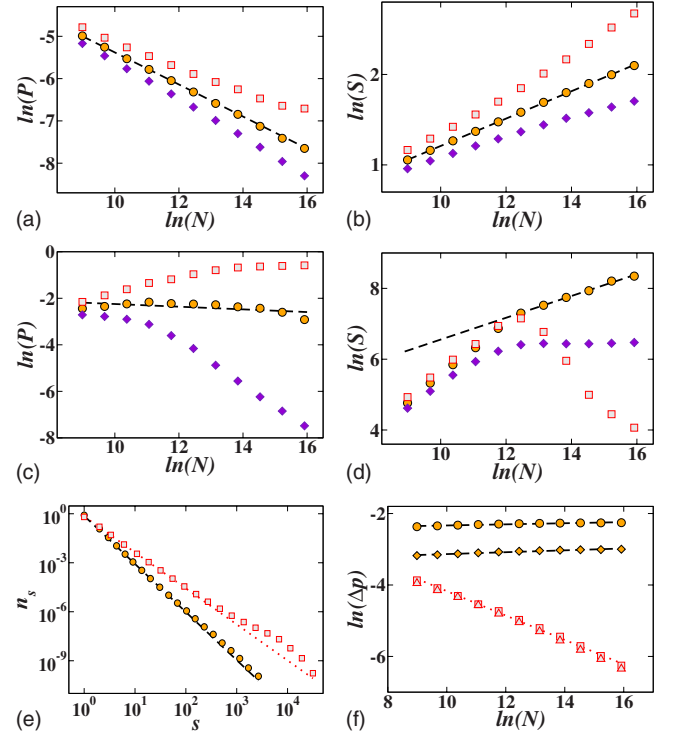 -5
-6
-7
-8
ln(P)
10 12 14 16
(a) ln(N)
2
1
ln(S)
10 12 14 16
(b) ln(N)
0
-2
-4
-6
-8
ln(P)
10 12 14 16
(c) ln(N)
8
6
4
ln(S)
10 12 14 16
(d) ln(N)
10^0
10^-3
10^-6
10^-9
n_s
10^0 10^1 10^2 10^3 10^4
(e) s
-2
-4
-6
ln(Δp)
8 10 12 14 16
(f) ln(N)